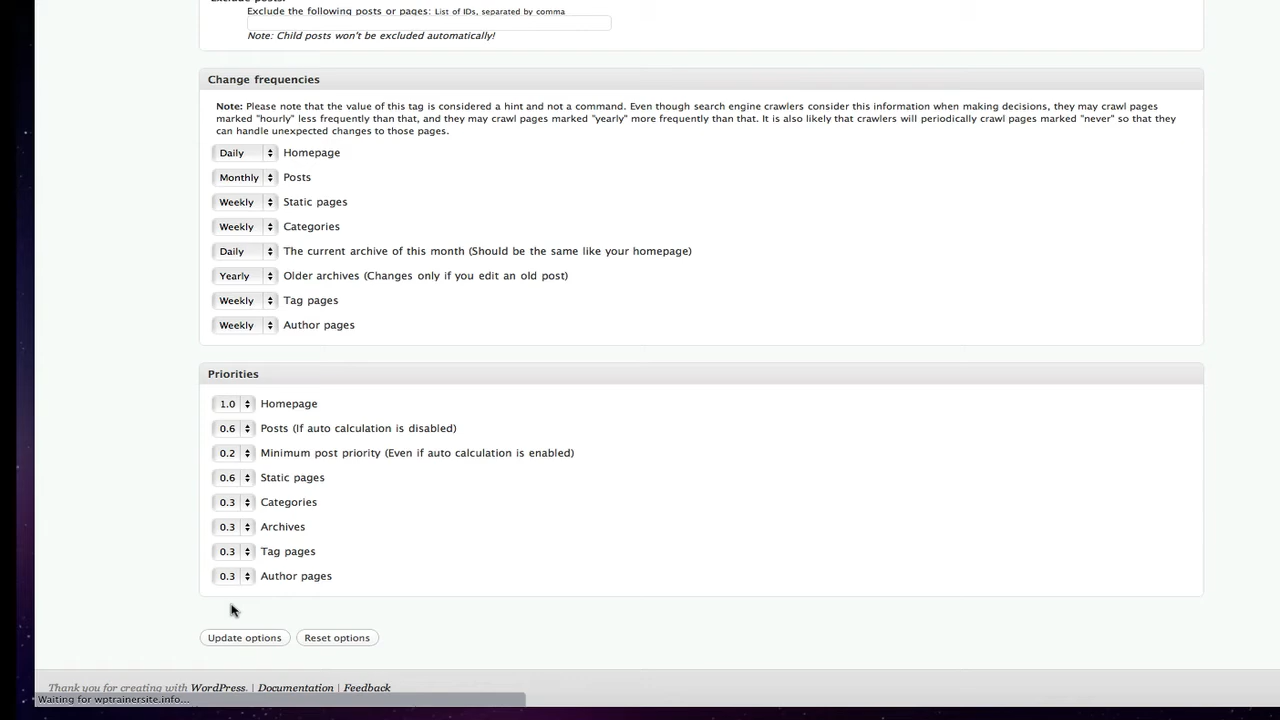 Exclude posts:
Exclude the following posts or pages: List of IDs, separated by comma
Note: Child posts won't be excluded automatically!
Change frequencies
Note: Please note that the value of this tag is considered a hint and not a command. Even though search engine crawlers consider this information when making decisions, they may crawl pages
marked "hourly" less frequently than that, and they may crawl pages marked "yearly" more frequently than that. It is also likely that crawlers will periodically crawl pages marked "never" so that they
can handle unexpected changes to those pages.
Daily Homepage
Monthly Posts
Weekly Static pages
Weekly Categories
Daily The current archive of this month (Should be the same like your homepage)
Yearly Older archives (Changes only if you edit an old post)
Weekly Tag pages
Weekly Author pages
Priorities
1.0 Homepage
0.6 Posts (If auto calculation is disabled)
0.2 Minimum post priority (Even if auto calculation is enabled)
0.6 Static pages
0.3 Categories
0.3 Archives
0.3 Tag pages
0.3 Author pages
Update options Reset options
Thank you for creating with WordPress. | Documentation | Feedback
Waiting for wptrainersite.info...